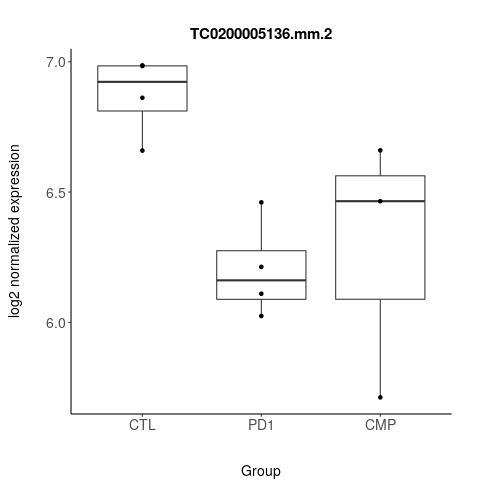 TC0200005136.mm.2
log2 normalized expression
7.0
6.5
6.0
CTL PD1 CMP
Group